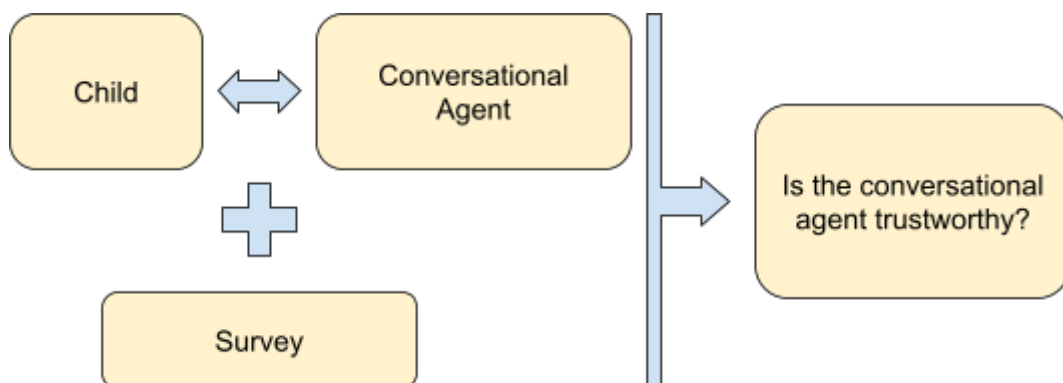 Child
Conversational
Agent
Is the conversational
agent trustworthy?
Survey